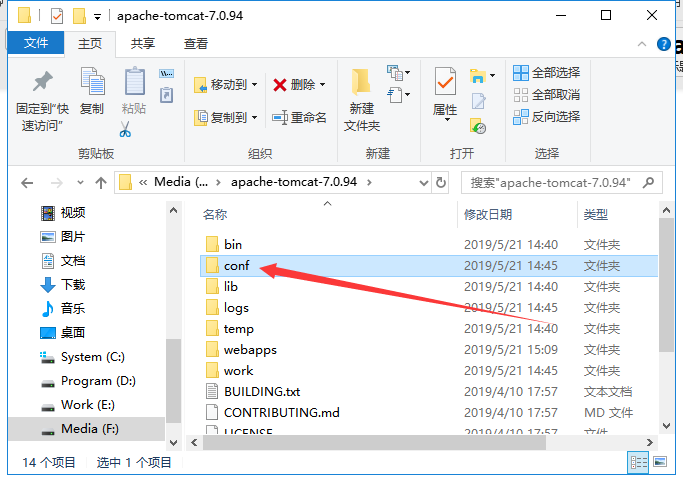 apache-tomcat-7.0.94
文件 主页 共享 查看
固定到"快速访问"
复制
粘贴
移动到
复制到
删除
重命名
新建
文件夹
属性
全部选择
全部取消
反向选择
剪贴板 组织 新建 打开 选择
« Media (... › apache-tomcat-7.0.94 ›
搜索"apache-tomcat-7.0.94"
视频
图片
文档
下载
音乐
桌面
System (C:)
Program (D:)
Work (E:)
Media (F:)
名称 修改日期 类型
bin 2019/5/21 14:40 文件夹
conf 2019/5/21 14:45 文件夹
lib 2019/5/21 14:40 文件夹
logs 2019/5/21 14:45 文件夹
temp 2019/5/21 14:40 文件夹
webapps 2019/5/21 15:09 文件夹
work 2019/5/21 14:45 文件夹
BUILDING.txt 2019/4/10 17:57 文本文档
CONTRIBUTING.md 2019/4/10 17:57 MD 文件
LICENSE 2019/4/10 17:57 文件
14 个项目 选中 1 个项目